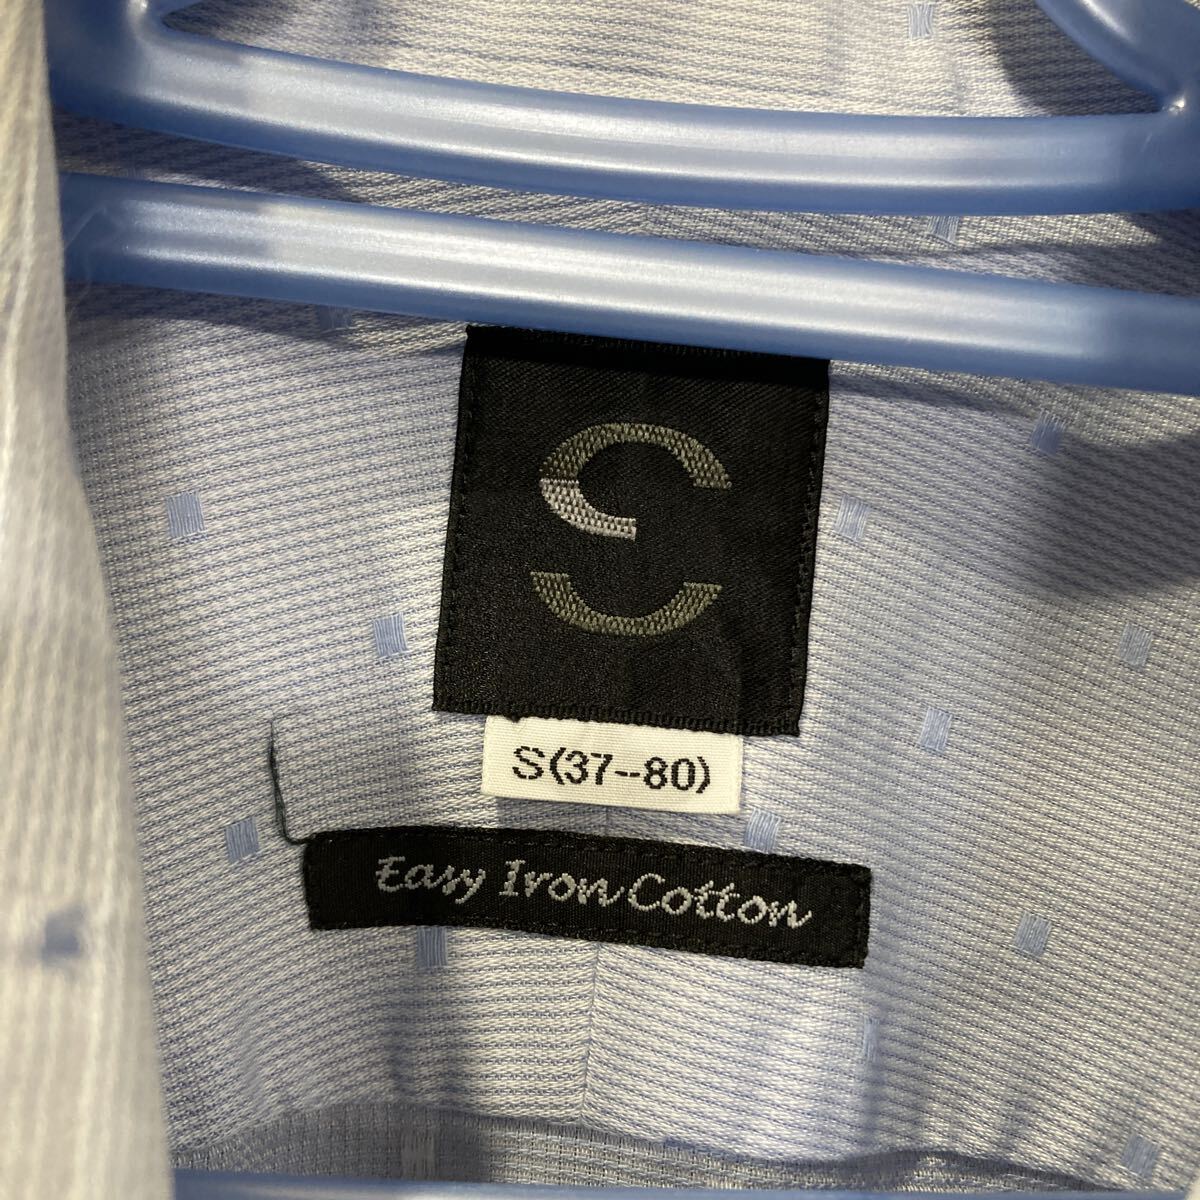 S(37--80)
Easy Iron Cotton